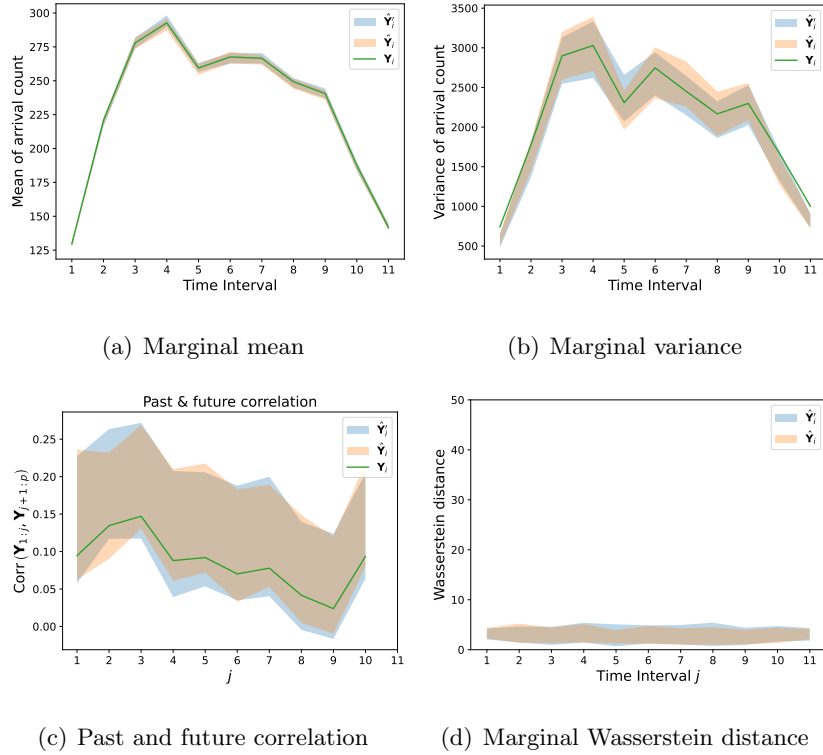 300
275
250
225
200
175
150
125
Mean of arrival count
1 2 3 4 5 6 7 8 9 10 11
Time Interval
Ŷ′ᵢ
Ŷᵢ
Yᵢ
(a) Marginal mean
3500
3000
2500
2000
1500
1000
500
Variance of arrival count
1 2 3 4 5 6 7 8 9 10 11
Time Interval
Ŷ′ᵢ
Ŷᵢ
Yᵢ
(b) Marginal variance
Past & future correlation
0.25
0.20
0.15
0.10
0.05
0.00
Corr (Y₁:ⱼ, Yⱼ₊₁:ₚ)
1 2 3 4 5 6 7 8 9 10 11
j
Ŷ′ᵢ
Ŷᵢ
Yᵢ
(c) Past and future correlation
50
40
30
20
10
0
Wasserstein distance
1 2 3 4 5 6 7 8 9 10 11
Time Interval j
Ŷ′ᵢ
Ŷᵢ
(d) Marginal Wasserstein distance